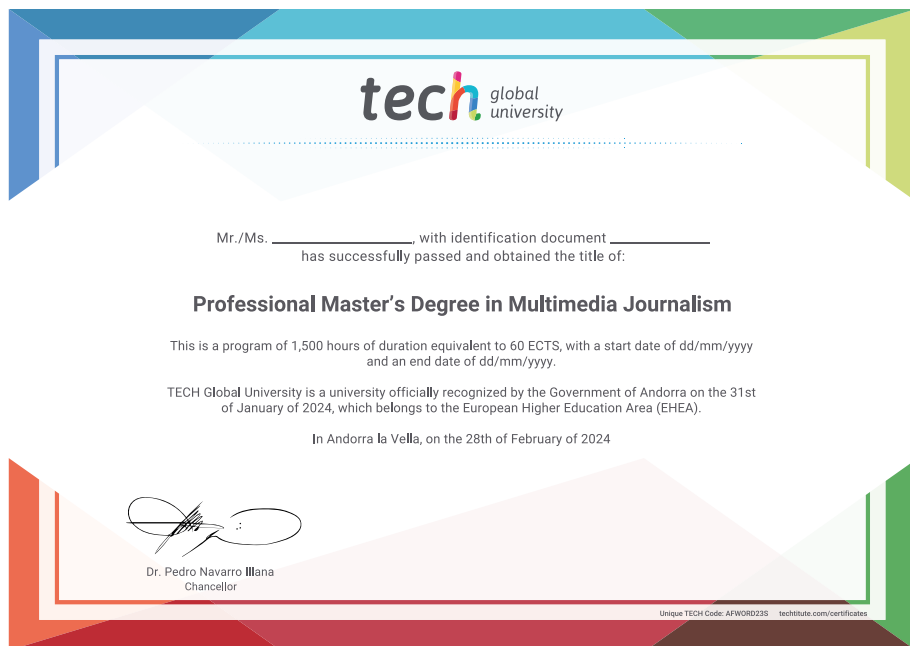 tech global
university
Mr./Ms. ____________, with identification document ____________
has successfully passed and obtained the title of:
Professional Master’s Degree in Multimedia Journalism
This is a program of 1,500 hours of duration equivalent to 60 ECTS, with a start date of dd/mm/yyyy
and an end date of dd/mm/yyyy.
TECH Global University is a university officially recognized by the Government of Andorra on the 31st
of January of 2024, which belongs to the European Higher Education Area (EHEA).
In Andorra la Vella, on the 28th of February of 2024
Dr. Pedro Navarro Illana
Chancellor
Unique TECH Code: AFWORD23S techtitute.com/certificates